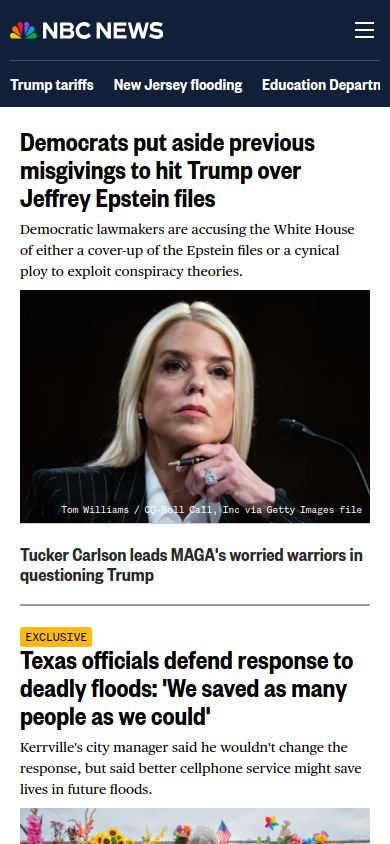 NBC NEWS
Trump tariffs New Jersey flooding Education Departn
Democrats put aside previous
misgivings to hit Trump over
Jeffrey Epstein files
Democratic lawmakers are accusing the White House
of either a cover-up of the Epstein files or a cynical
ploy to exploit conspiracy theories.
Tom Williams / CQ-Roll Call, Inc via Getty Images file
Tucker Carlson leads MAGA's worried warriors in
questioning Trump
EXCLUSIVE
Texas officials defend response to
deadly floods: 'We saved as many
people as we could'
Kerrville's city manager said he wouldn't change the
response, but said better cellphone service might save
lives in future floods.